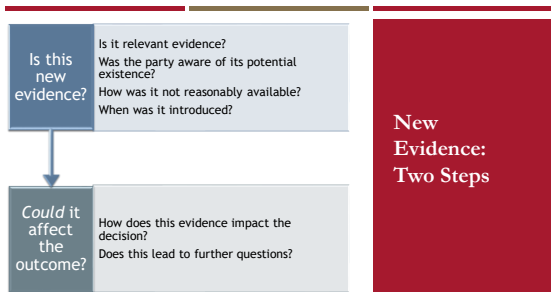 Is this
new
evidence?
Is it relevant evidence?
Was the party aware of its potential
existence?
How was it not reasonably available?
When was it introduced?
Could it
affect
the
outcome?
How does this evidence impact the
decision?
Does this lead to further questions?
New
Evidence:
Two Steps